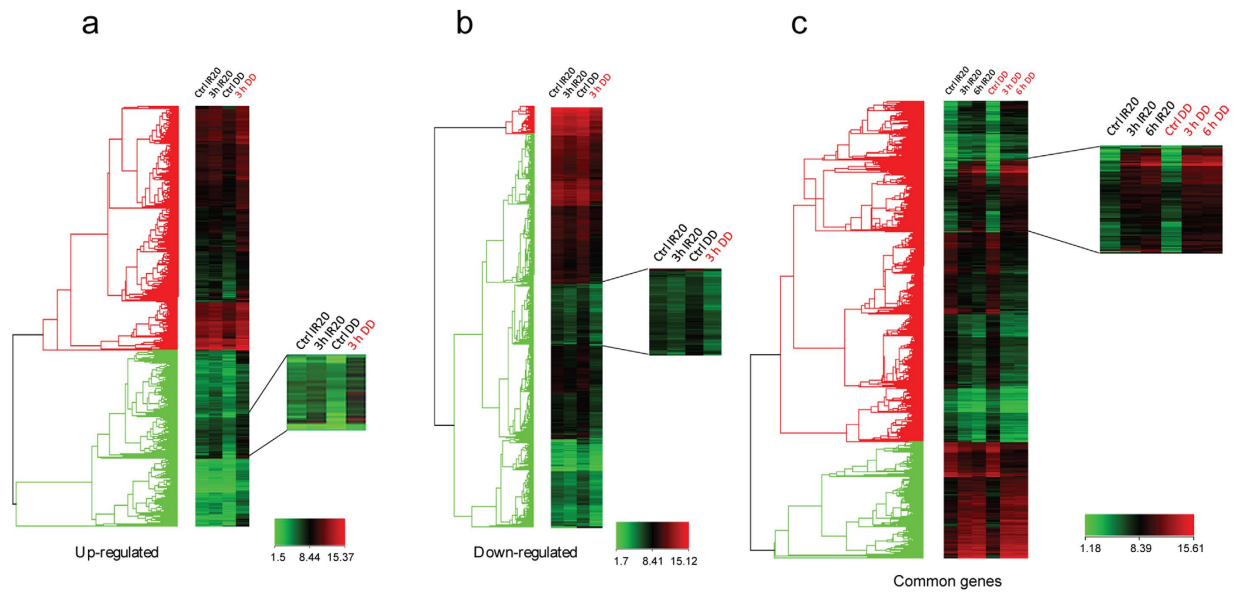 a
b
c
Ctrl IR20
3h IR20
Ctrl DD
3 h DD
Ctrl IR20
3h IR20
Ctrl DD
3 h DD
Ctrl IR20
3h IR20
6h IR20
Ctrl DD
3 h DD
6 h DD
Ctrl IR20
3h IR20
6h IR20
Ctrl DD
3 h DD
6 h DD
Ctrl IR20
3h IR20
Ctrl DD
3 h DD
Ctrl IR20
3h IR20
Ctrl DD
3 h DD
1.5 8.44 15.37
1.7 8.41 15.12
1.18 8.39 15.61
Up-regulated
Down-regulated
Common genes